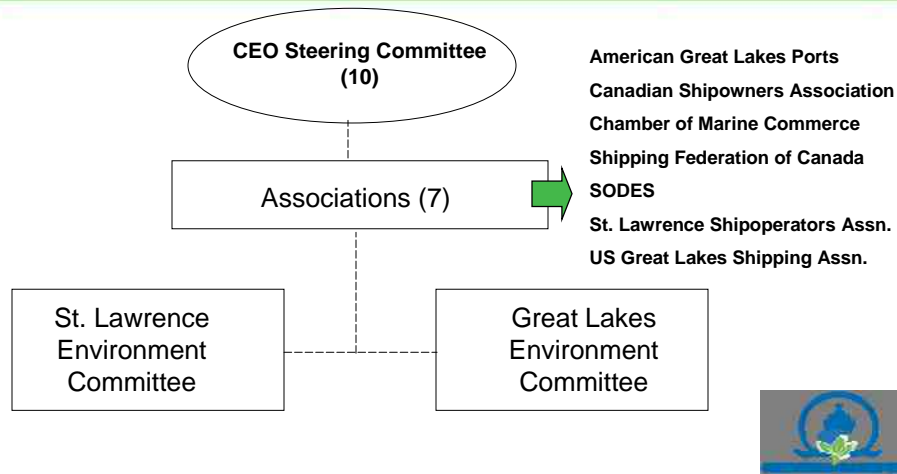 CEO Steering Committee
(10)
Associations (7)
American Great Lakes Ports
Canadian Shipowners Association
Chamber of Marine Commerce
Shipping Federation of Canada
SODES
St. Lawrence Shipoperators Assn.
US Great Lakes Shipping Assn.
St. Lawrence
Environment
Committee
Great Lakes
Environment
Committee